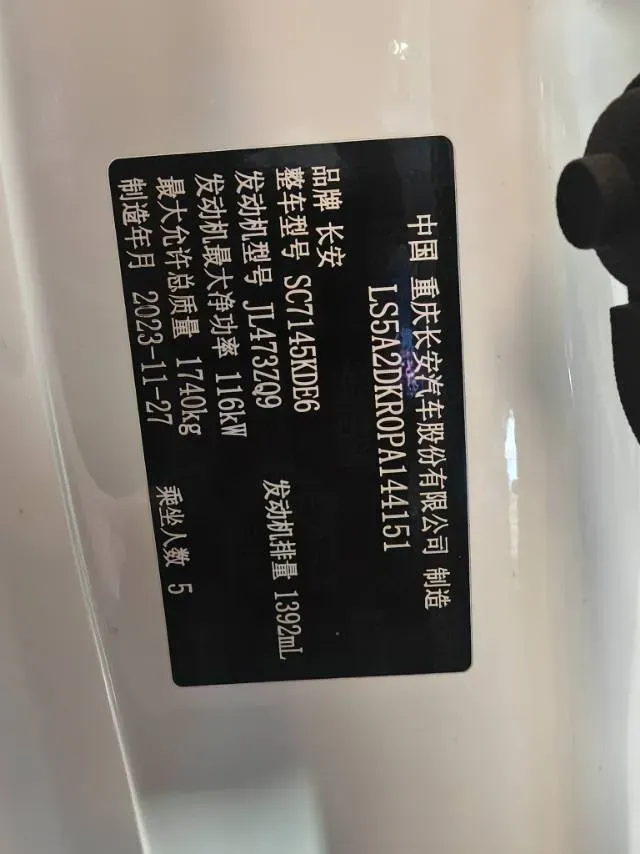 中国 重庆长安汽车股份有限公司 制造
LS5A2DKR0PA144151
品牌 长安
整车型号 SC7145KDE6
发动机型号 JL473ZQ9 发动机排量 1392mL
发动机最大净功率 116kW
最大允许总质量 1740kg
制造年月 2023-11-27 乘坐人数 5